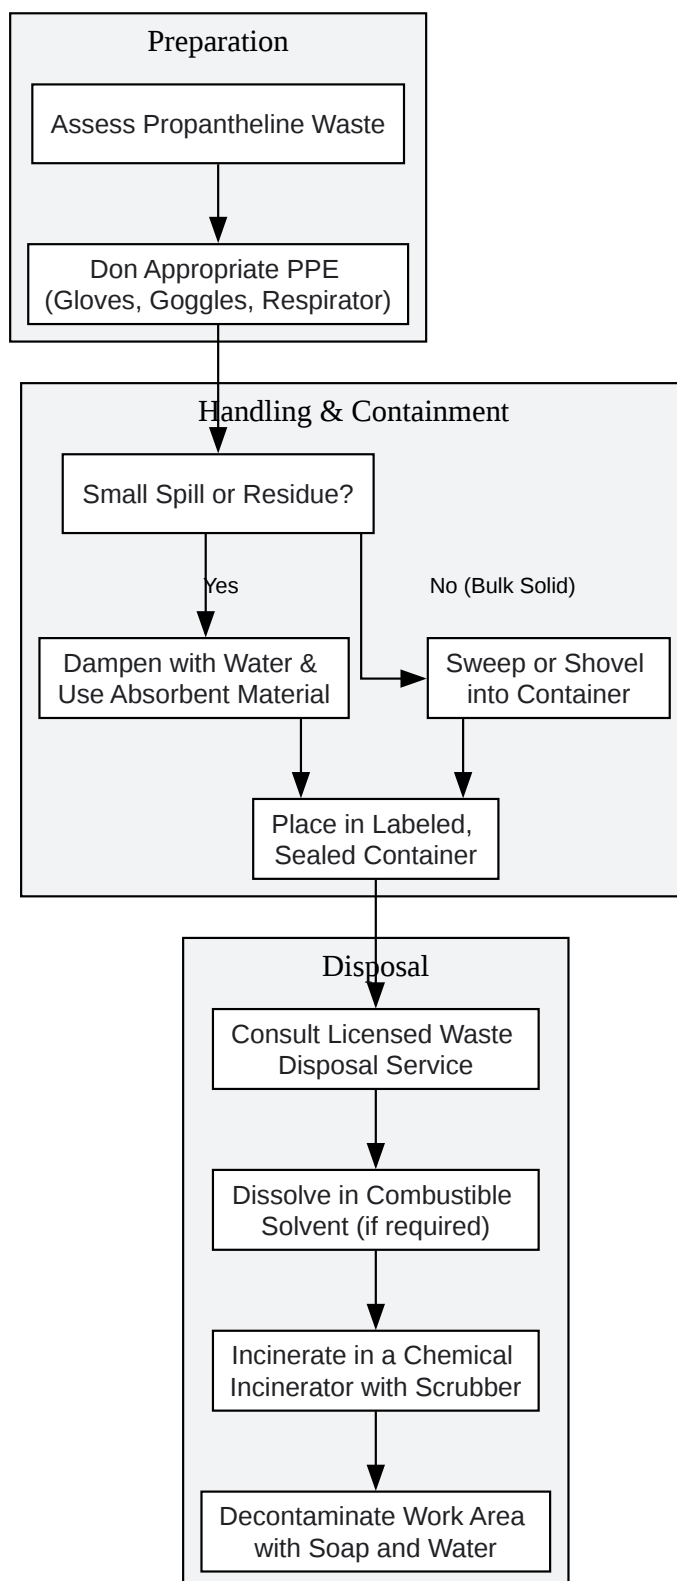 Preparation
Assess Propantheline Waste
Don Appropriate PPE
(Gloves, Goggles, Respirator)
Handling & Containment
Small Spill or Residue?
Yes
No (Bulk Solid)
Dampen with Water &
Use Absorbent Material
Sweep or Shovel
into Container
Place in Labeled,
Sealed Container
Disposal
Consult Licensed Waste
Disposal Service
Dissolve in Combustible
Solvent (if required)
Incinerate in a Chemical
Incinerator with Scrubber
Decontaminate Work Area
with Soap and Water